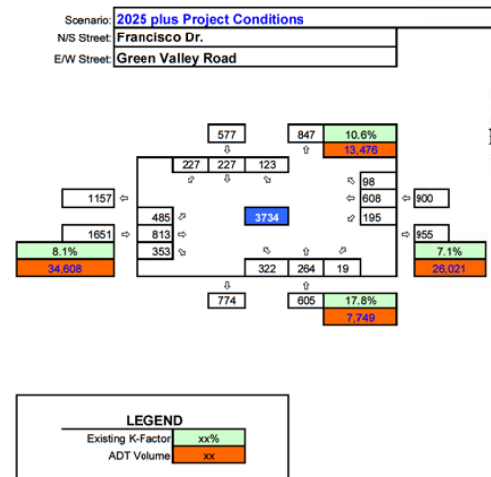 Scenario: 2025 plus Project Conditions
N/S Street: Francisco Dr.
E/W Street: Green Valley Road
577 847 10.6%
13,476
227 227 123
98
1157 608 900
485 3734 195
1651 813 955
8.1% 353 7.1%
34,608 322 264 19 26,021
774 605 17.8%
7,749
LEGEND
Existing K-Factor xx%
ADT Volume xx